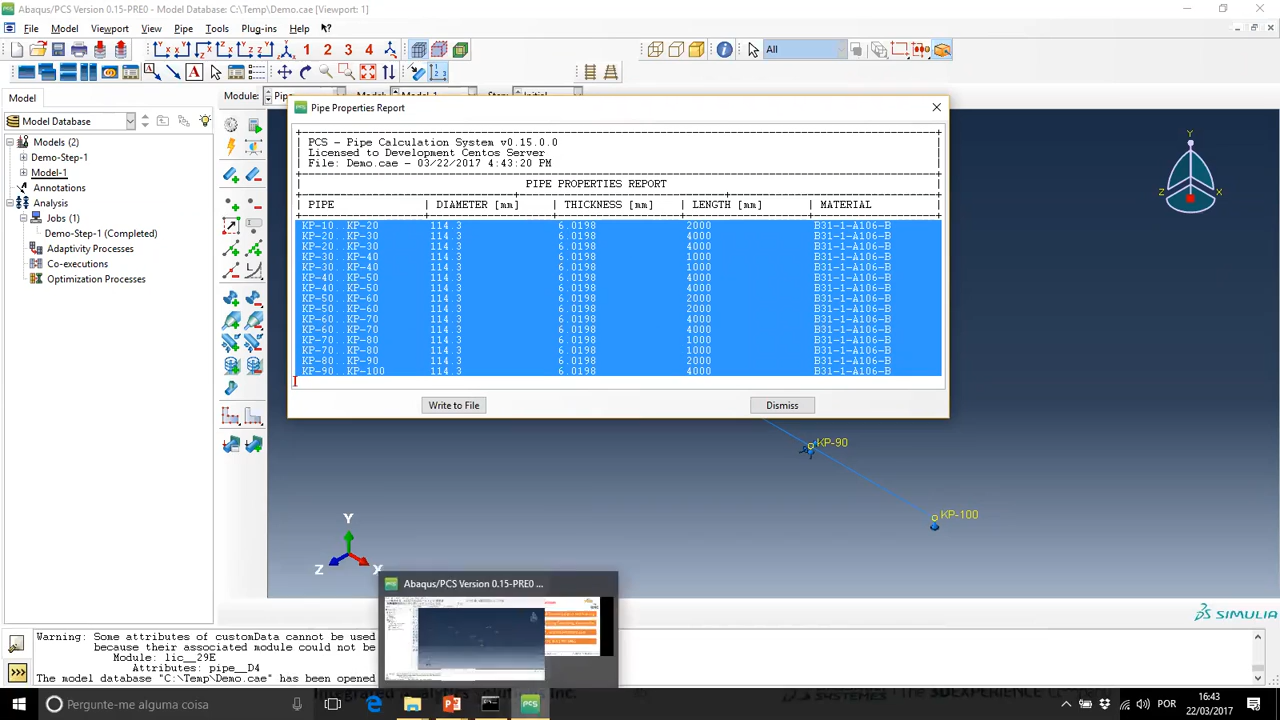 Abaqus/PCS Version 0.15-PRE0 - Model Database: C:\Temp\Demo.cae [Viewport: 1]
File Model Viewport View Pipe Tools Plug-ins Help
1 2 3 4
All
Model
Module: Model: Model-1 Step: Initial
Model Database
Models (2)
Demo-Step-1
Model-1
Annotations
Analysis
Jobs (1)
Demo-Step-1 (Completed)
Adaptivity Processes
Co-executions
Optimization Processes
Pipe Properties Report
PCS - Pipe Calculation System v0.15.0.0
Licensed to Development Centos Server
File: Demo.cae - 03/22/2017 4:43:20 PM
PIPE PROPERTIES REPORT
| PIPE | DIAMETER [mm] | THICKNESS [mm] | LENGTH [mm] | MATERIAL |
KP-10..KP-20 114.3 6.0198 2000 B31-1-A106-B
KP-20..KP-30 114.3 6.0198 4000 B31-1-A106-B
KP-20..KP-30 114.3 6.0198 4000 B31-1-A106-B
KP-30..KP-40 114.3 6.0198 1000 B31-1-A106-B
KP-30..KP-40 114.3 6.0198 1000 B31-1-A106-B
KP-40..KP-50 114.3 6.0198 4000 B31-1-A106-B
KP-40..KP-50 114.3 6.0198 4000 B31-1-A106-B
KP-50..KP-60 114.3 6.0198 2000 B31-1-A106-B
KP-50..KP-60 114.3 6.0198 2000 B31-1-A106-B
KP-60..KP-70 114.3 6.0198 4000 B31-1-A106-B
KP-60..KP-70 114.3 6.0198 4000 B31-1-A106-B
KP-70..KP-80 114.3 6.0198 1000 B31-1-A106-B
KP-70..KP-80 114.3 6.0198 1000 B31-1-A106-B
KP-80..KP-90 114.3 6.0198 2000 B31-1-A106-B
KP-90..KP-100 114.3 6.0198 4000 B31-1-A106-B
Write to File
Dismiss
Y
Z X
KP-90
KP-100
Y
Z X
SIMULIA
Abaqus/PCS Version 0.15-PRE0 ...
Warning: Some attributes of customData cannot be used
because their associated module could not be
Module: lic__29E
Attributes: pipe__D4
The model database "C:\Temp\Demo.cae" has been opened
Pergunte-me alguma coisa
POR
16:43
22/03/2017